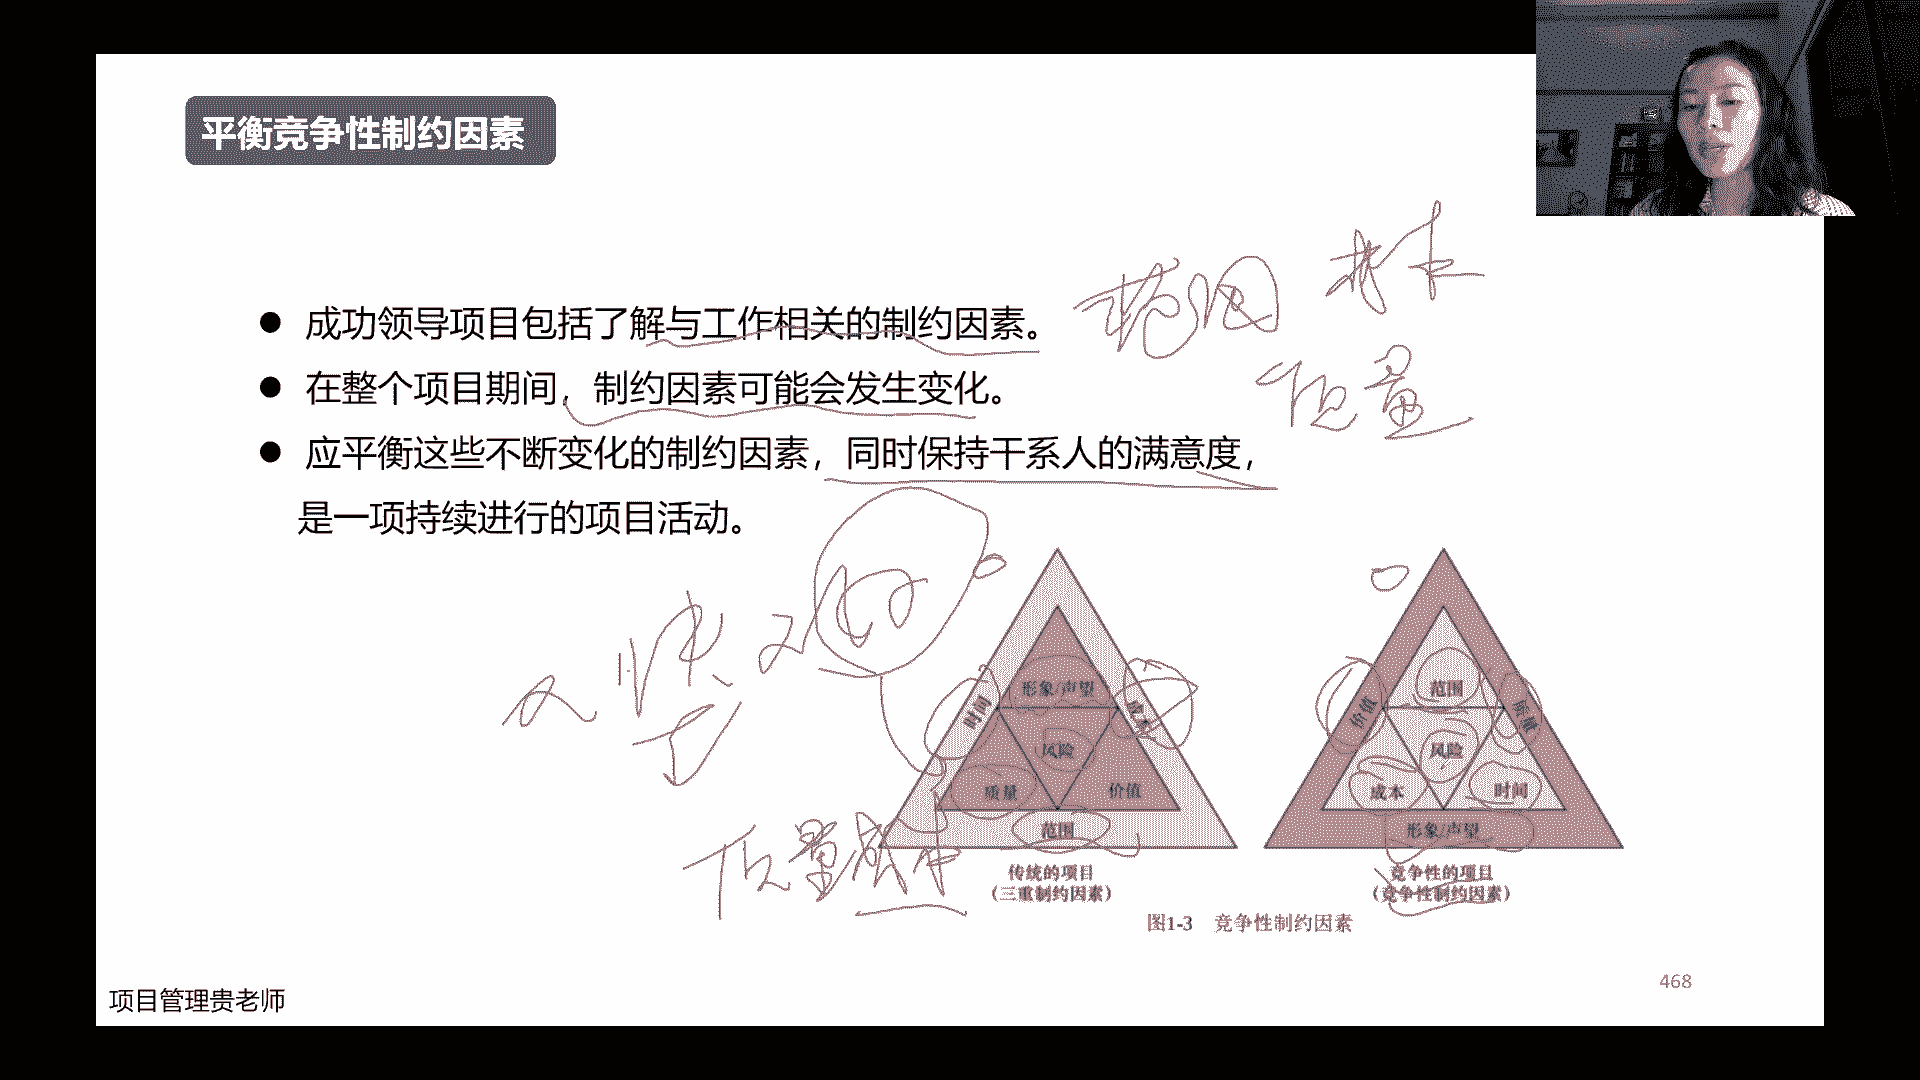 平衡竞争性制约因素
● 成功领导项目包括了解与工作相关的制约因素。
● 在整个项目期间，制约因素可能会发生变化。
● 应平衡这些不断变化的制约因素，同时保持干系人的满意度，
是一项持续进行的项目活动。
范围 成本
质量
又快又好
质量成本
形象/声望
时间 成本
风险
质量 价值
范围
传统的项目
（三重制约因素）
范围
价值 质量
风险
成本 时间
形象/声望
竞争性的项目
（竞争性制约因素）
图1-3 竞争性制约因素
468
项目管理贵老师